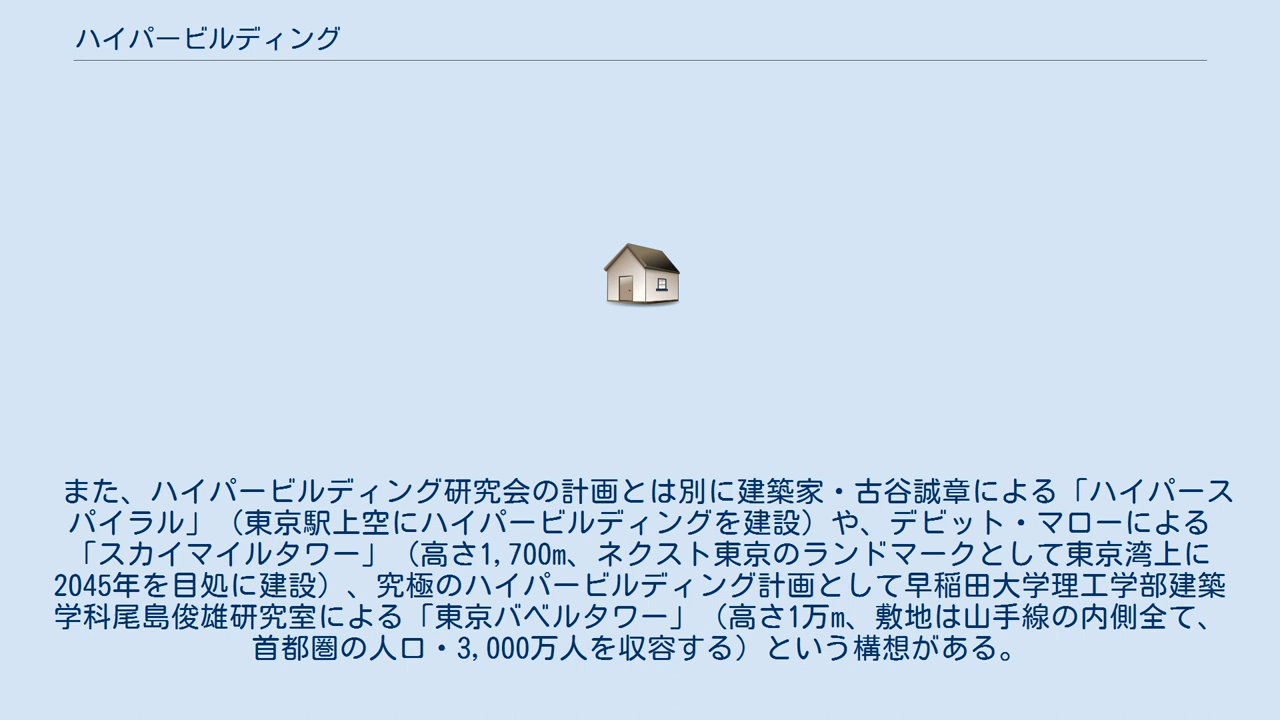 ハイパービルディング
また、ハイパービルディング研究会の計画とは別に建築家・古谷誠章による「ハイパース
パイラル」（東京駅上空にハイパービルディングを建設）や、デビット・マローによる
「スカイマイルタワー」（高さ1,700m、ネクスト東京のランドマークとして東京湾上に
2045年を目処に建設）、究極のハイパービルディング計画として早稲田大学理工学部建築
学科尾島俊雄研究室による「東京バベルタワー」（高さ1万m、敷地は山手線の内側全て、
首都圏の人口・3,000万人を収容する）という構想がある。